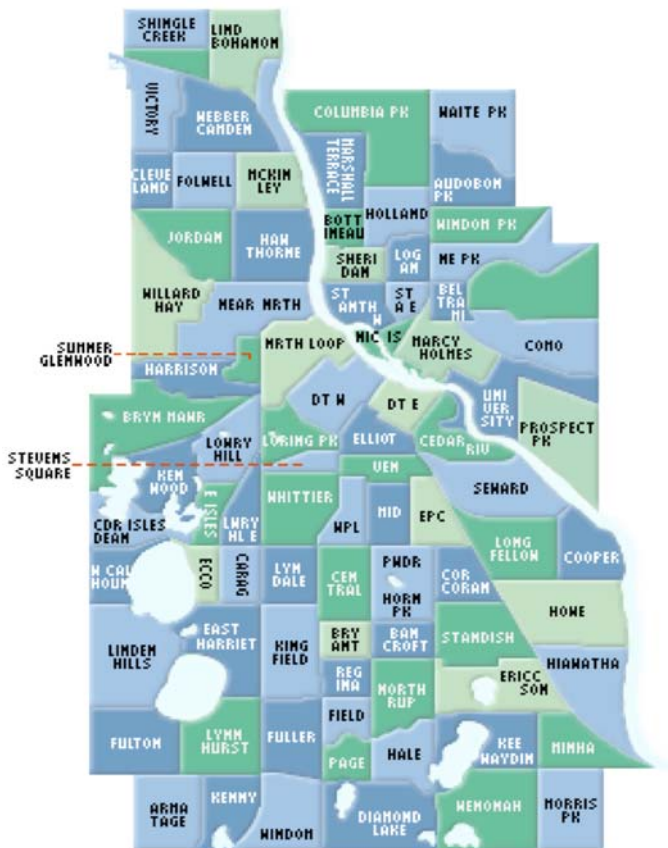 SHINGLE
CREEK
LIND
BOHAMON
VICTORY
WEBBER
CAMDEN
COLUMBIA PK
WAITE PK
MARSHALL
TERRACE
CLEVE
LAND
FOLWELL
MCKIN
LEY
AUDOBON
PK
HOLLAND
BOTT
INEAU
WINDOM PK
JORDAN
HAW
THORNE
SHERI
DAN
LOG
AN
NE PK
WILLARD
HAY
NEAR NRTH
ST
ANTH
W
ST
A E
BEL
TRA
MI
SUMMER
GLENWOOD
NRTH LOOP
NIC IS
MARCY
HOLMES
COMO
HARRISON
DT W
DT E
UNI
VER
SITY
PROSPECT
PK
BRYN MAWR
LOWRY
HILL
LORING PK
ELLIOT
CEDAR
RIV
STEVENS
SQUARE
VEN
SEWARD
KEN
WOOD
E ISLES
LWRY
HL E
WHITTIER
WPL
MID
EPC
CDR ISLES
DEAN
LONG
FELLOW
COOPER
W CAL
HOUN
ECCO
CARAG
LYN
DALE
CEN
TRAL
PWDR
HORN
PK
COR
CORAN
HOWE
LINDEN
HILLS
EAST
HARRIET
KING
FIELD
BRY
ANT
BAN
CROFT
STANDISH
HIAWATHA
REG
INA
NORTH
RUP
ERICC
SON
FIELD
FULTON
LYNN
HURST
FULLER
PAGE
HALE
KEE
WAYDIN
MINHA
ARMA
TAGE
KENNY
WINDOM
DIAMOND
LAKE
WENONAH
MORRIS
PK